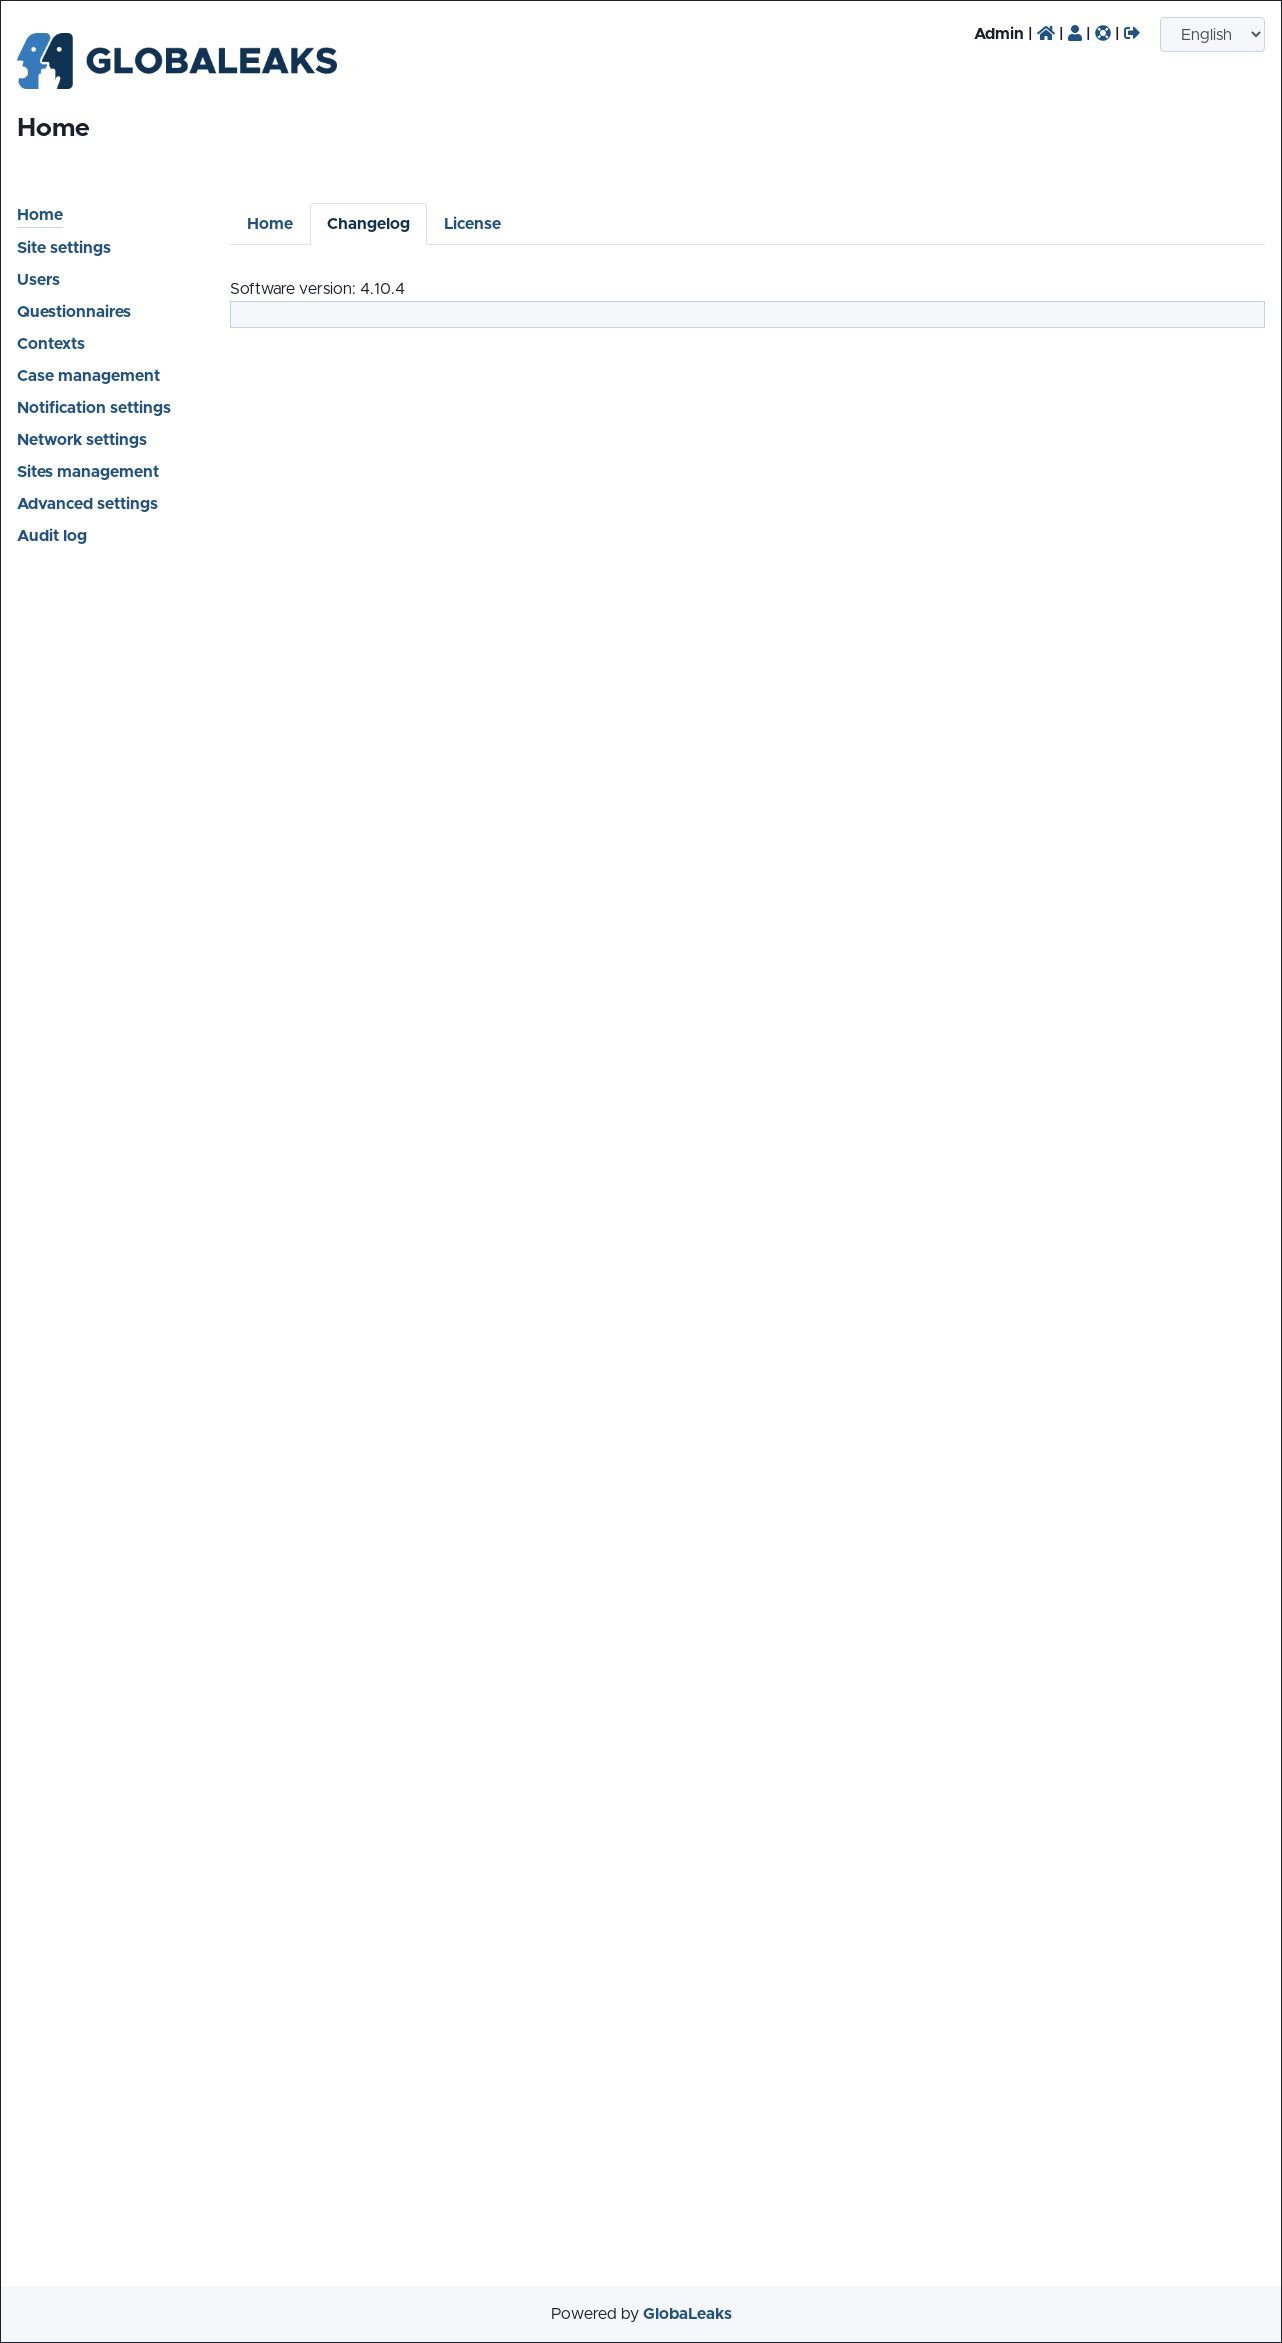 GLOBALEAKS
Admin | | | |
English
Home
Home
Site settings
Users
Questionnaires
Contexts
Case management
Notification settings
Network settings
Sites management
Advanced settings
Audit log
Home Changelog License
Software version: 4.10.4
Powered by GlobaLeaks